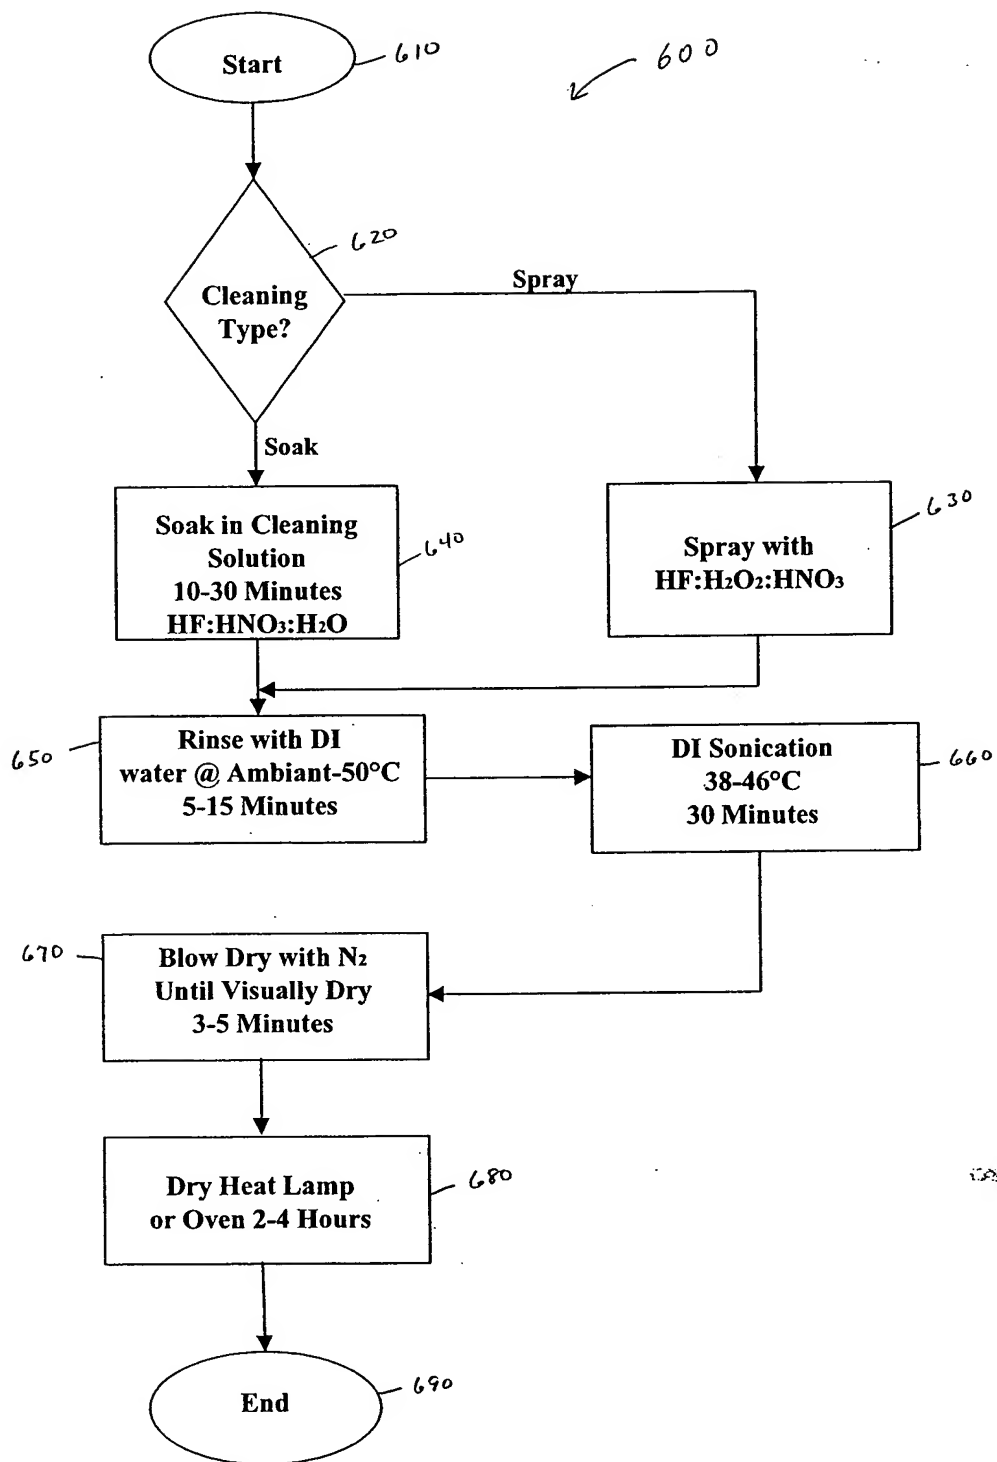 Start
610
600
620
Cleaning
Type?
Spray
Soak
Soak in Cleaning
Solution
10-30 Minutes
HF:HNO₃:H₂O
640
Spray with
HF:H₂O₂:HNO₃
630
650
Rinse with DI
water @ Ambiant-50°C
5-15 Minutes
DI Sonication
38-46°C
30 Minutes
660
670
Blow Dry with N₂
Until Visually Dry
3-5 Minutes
Dry Heat Lamp
or Oven 2-4 Hours
680
End
690